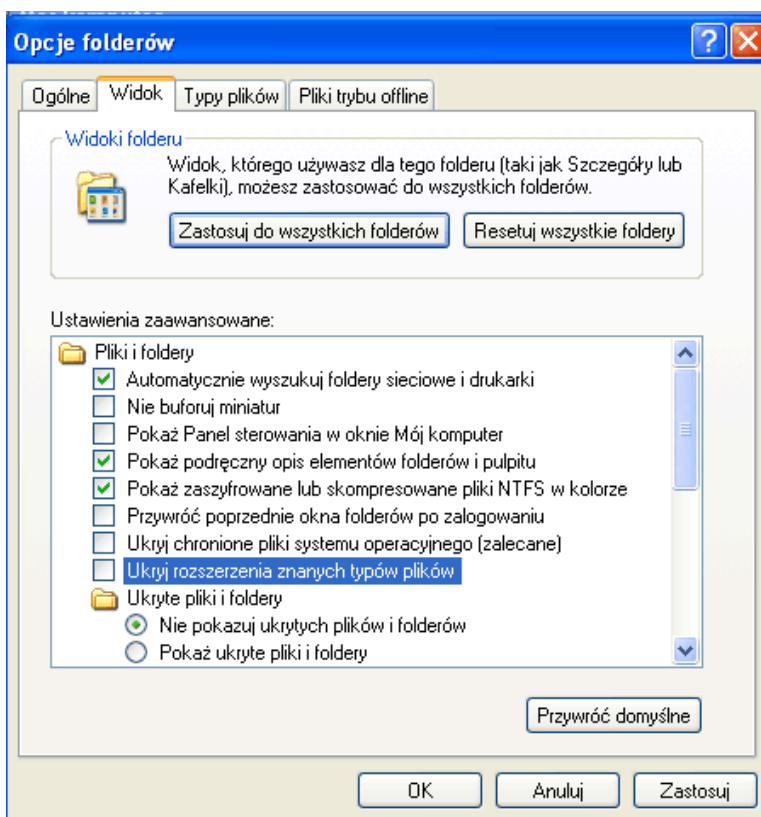 Opcje folderów
Ogólne Widok Typy plików Pliki trybu offline
Widoki folderu
Widok, którego używasz dla tego folderu (taki jak Szczegóły lub
Kafelki), możesz zastosować do wszystkich folderów.
Zastosuj do wszystkich folderów Resetuj wszystkie foldery
Ustawienia zaawansowane:
Pliki i foldery
Automatycznie wyszukuj foldery sieciowe i drukarki
Nie buforuj miniatur
Pokaż Panel sterowania w oknie Mój komputer
Pokaż podręczny opis elementów folderów i pulpitu
Pokaż zaszyfrowane lub skompresowane pliki NTFS w kolorze
Przywróć poprzednie okna folderów po zalogowaniu
Ukryj chronione pliki systemu operacyjnego (zalecane)
Ukryj rozszerzenia znanych typów plików
Ukryte pliki i foldery
Nie pokazuj ukrytych plików i folderów
Pokaż ukryte pliki i foldery
Przywróć domyślne
OK Anuluj Zastosuj